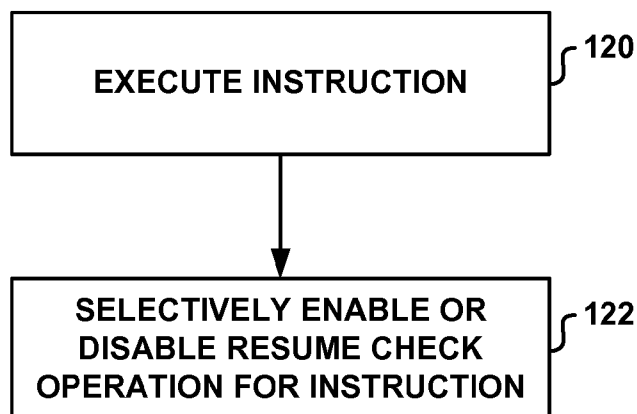 EXECUTE INSTRUCTION
120
SELECTIVELY ENABLE OR
DISABLE RESUME CHECK
OPERATION FOR INSTRUCTION
122